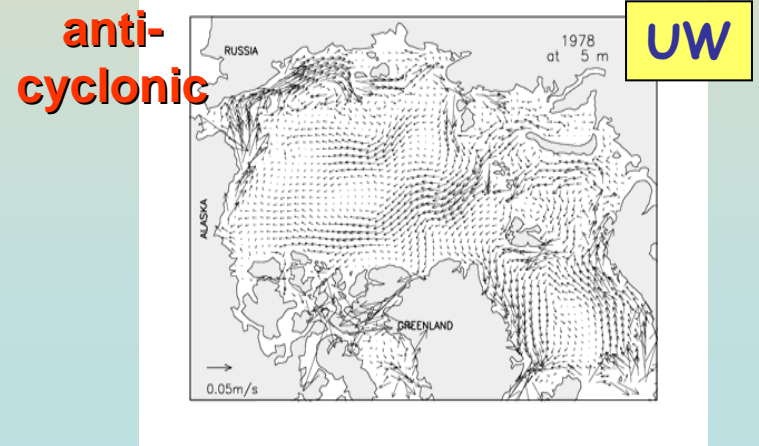 anti-
cyclonic
UW
RUSSIA
1978
at 5 m
ALASKA
GREENLAND
0.05m/s